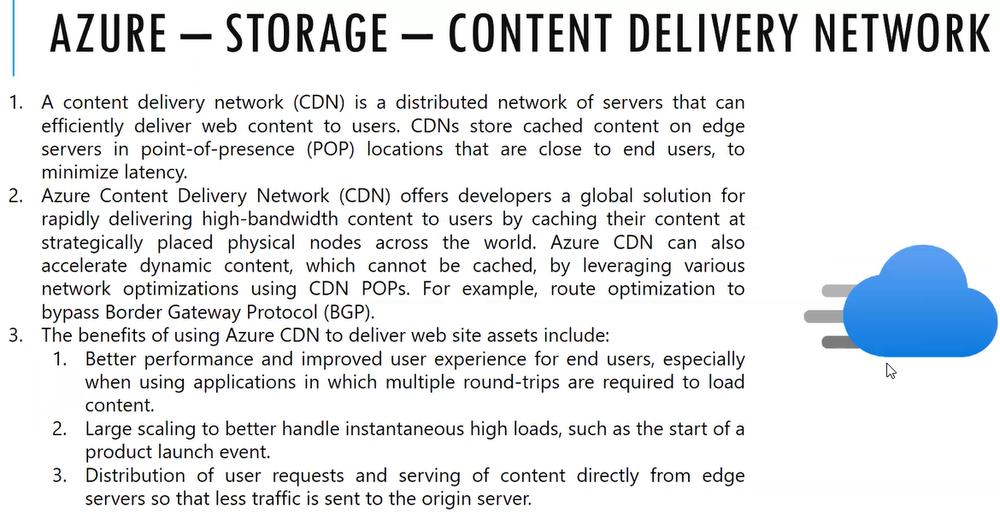 AZURE – STORAGE – CONTENT DELIVERY NETWORK
1. A content delivery network (CDN) is a distributed network of servers that can
efficiently deliver web content to users. CDNs store cached content on edge
servers in point-of-presence (POP) locations that are close to end users, to
minimize latency.
2. Azure Content Delivery Network (CDN) offers developers a global solution for
rapidly delivering high-bandwidth content to users by caching their content at
strategically placed physical nodes across the world. Azure CDN can also
accelerate dynamic content, which cannot be cached, by leveraging various
network optimizations using CDN POPs. For example, route optimization to
bypass Border Gateway Protocol (BGP).
3. The benefits of using Azure CDN to deliver web site assets include:
1. Better performance and improved user experience for end users, especially
when using applications in which multiple round-trips are required to load
content.
2. Large scaling to better handle instantaneous high loads, such as the start of a
product launch event.
3. Distribution of user requests and serving of content directly from edge
servers so that less traffic is sent to the origin server.